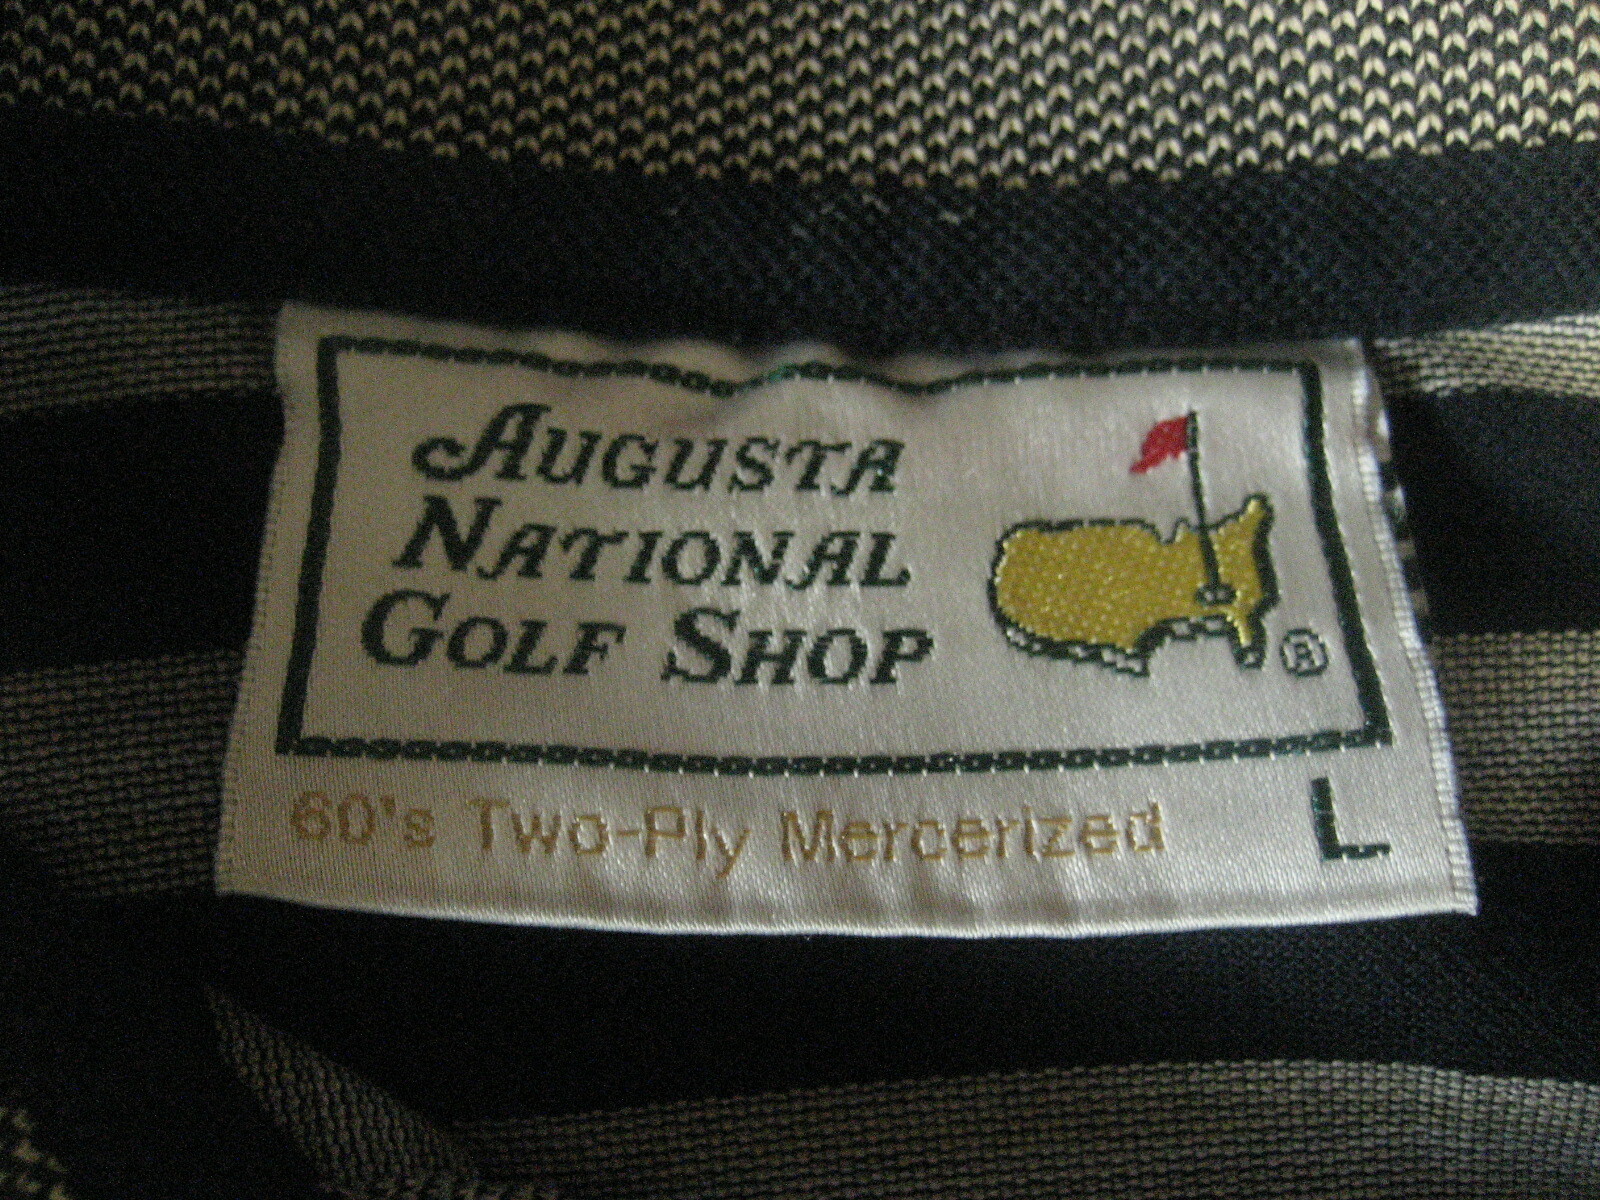 AUGUSTA
NATIONAL
GOLF SHOP
®
60's Two-Ply Mercerized
L